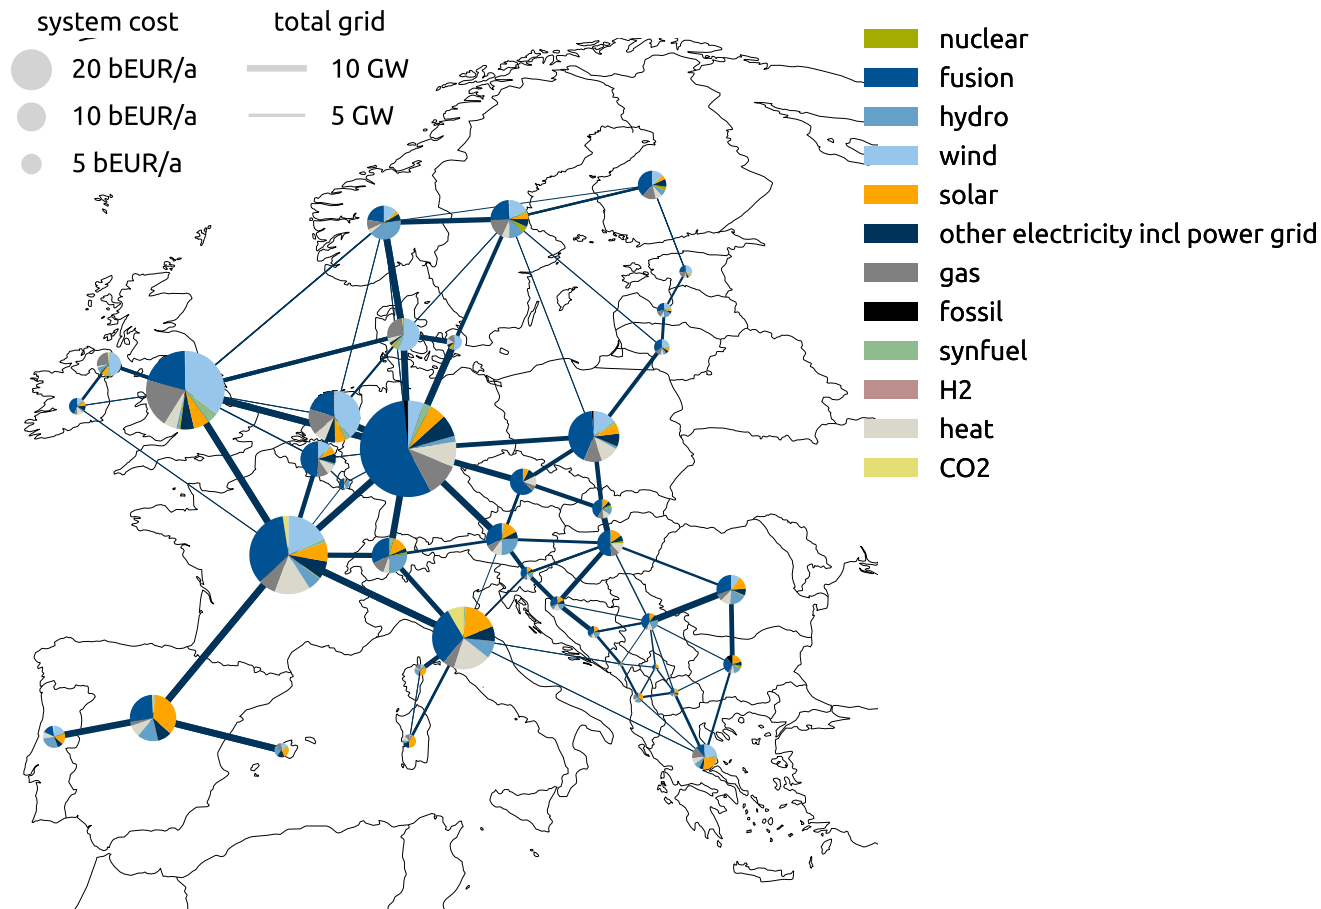 system cost
20 bEUR/a
10 bEUR/a
5 bEUR/a
total grid
10 GW
5 GW
nuclear
fusion
hydro
wind
solar
other electricity incl power grid
gas
fossil
synfuel
H2
heat
CO2